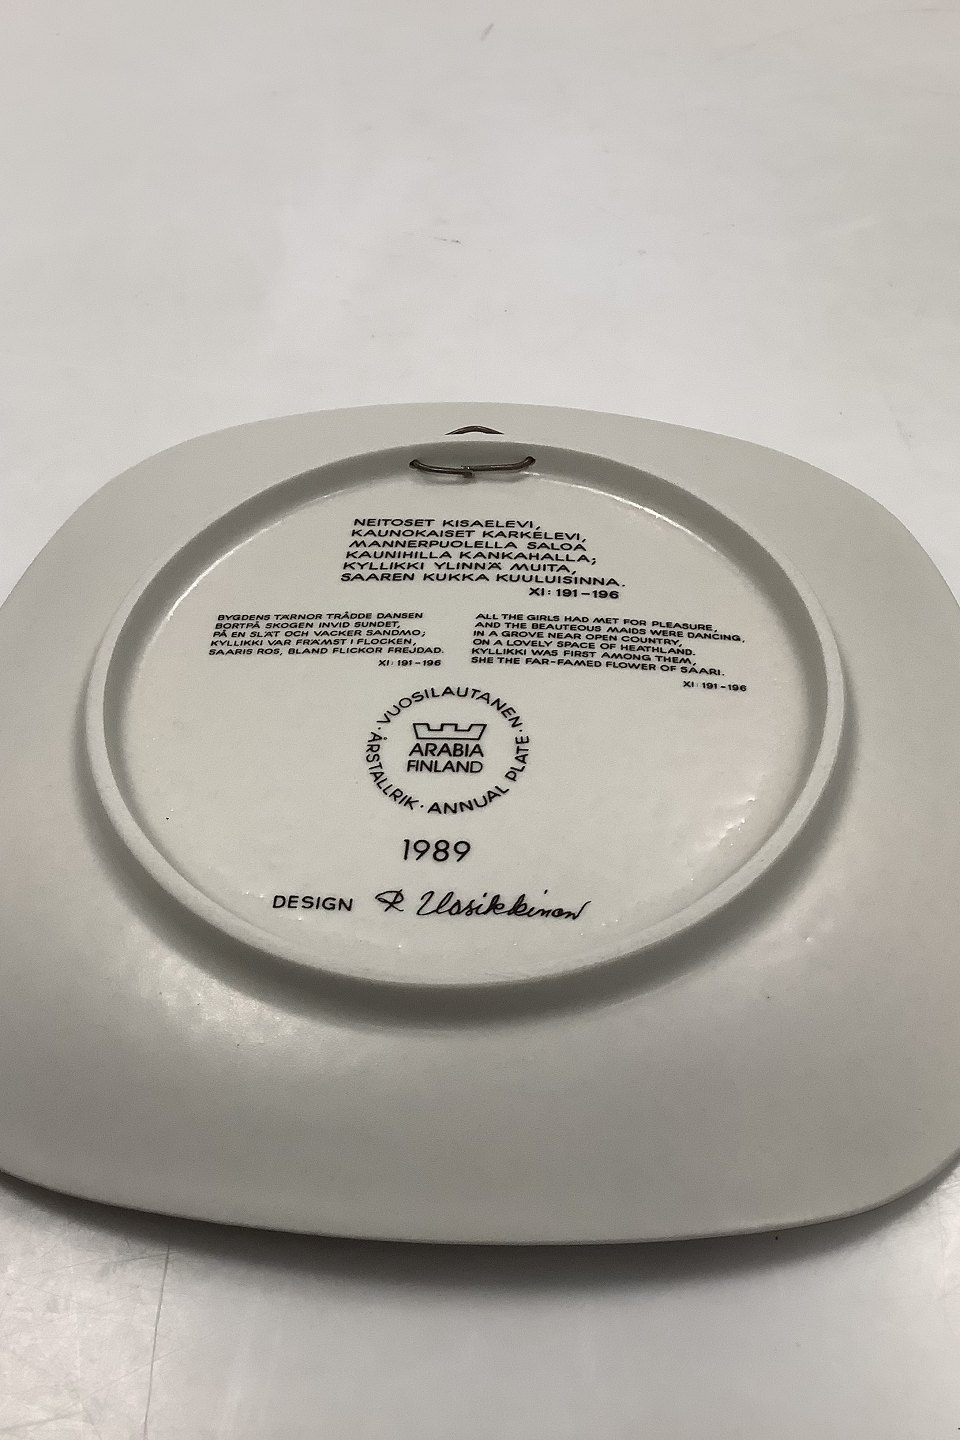 NEITOSET KISAELEVI,
KAUNOKAISET KARKELEVI,
MANNERPUOLELLA SALOA
KAUNIHILLA KANKAHALLA;
KYLLIKKI YLINNÄ MUITA,
SAAREN KUKKA KUULUISINNA.
XI: 191-196
BYGDENS TÄRNOR TRÅDDE DANSEN
BORTPÅ SKOGEN INVID SUNDET,
PÅ EN SLÄT OCH VACKER SANDMO;
KYLLIKKI VAR FRÄMST I FLOCKEN,
SAARIS ROS, BLAND FLICKOR FREJDAD.
XI: 191-196
ALL THE GIRLS HAD MET FOR PLEASURE,
AND THE BEAUTEOUS MAIDS WERE DANCING,
IN A GROVE NEAR OPEN COUNTRY,
ON A LOVELY SPACE OF HEATHLAND.
KYLLIKKI WAS FIRST AMONG THEM,
SHE THE FAR-FAMED FLOWER OF SAARI.
XI: 191-196
· VUOSILAUTANEN · ANNUAL PLATE · ÅRSTALLRIK
ARABIA
FINLAND
1989
DESIGN R Uosikkinen